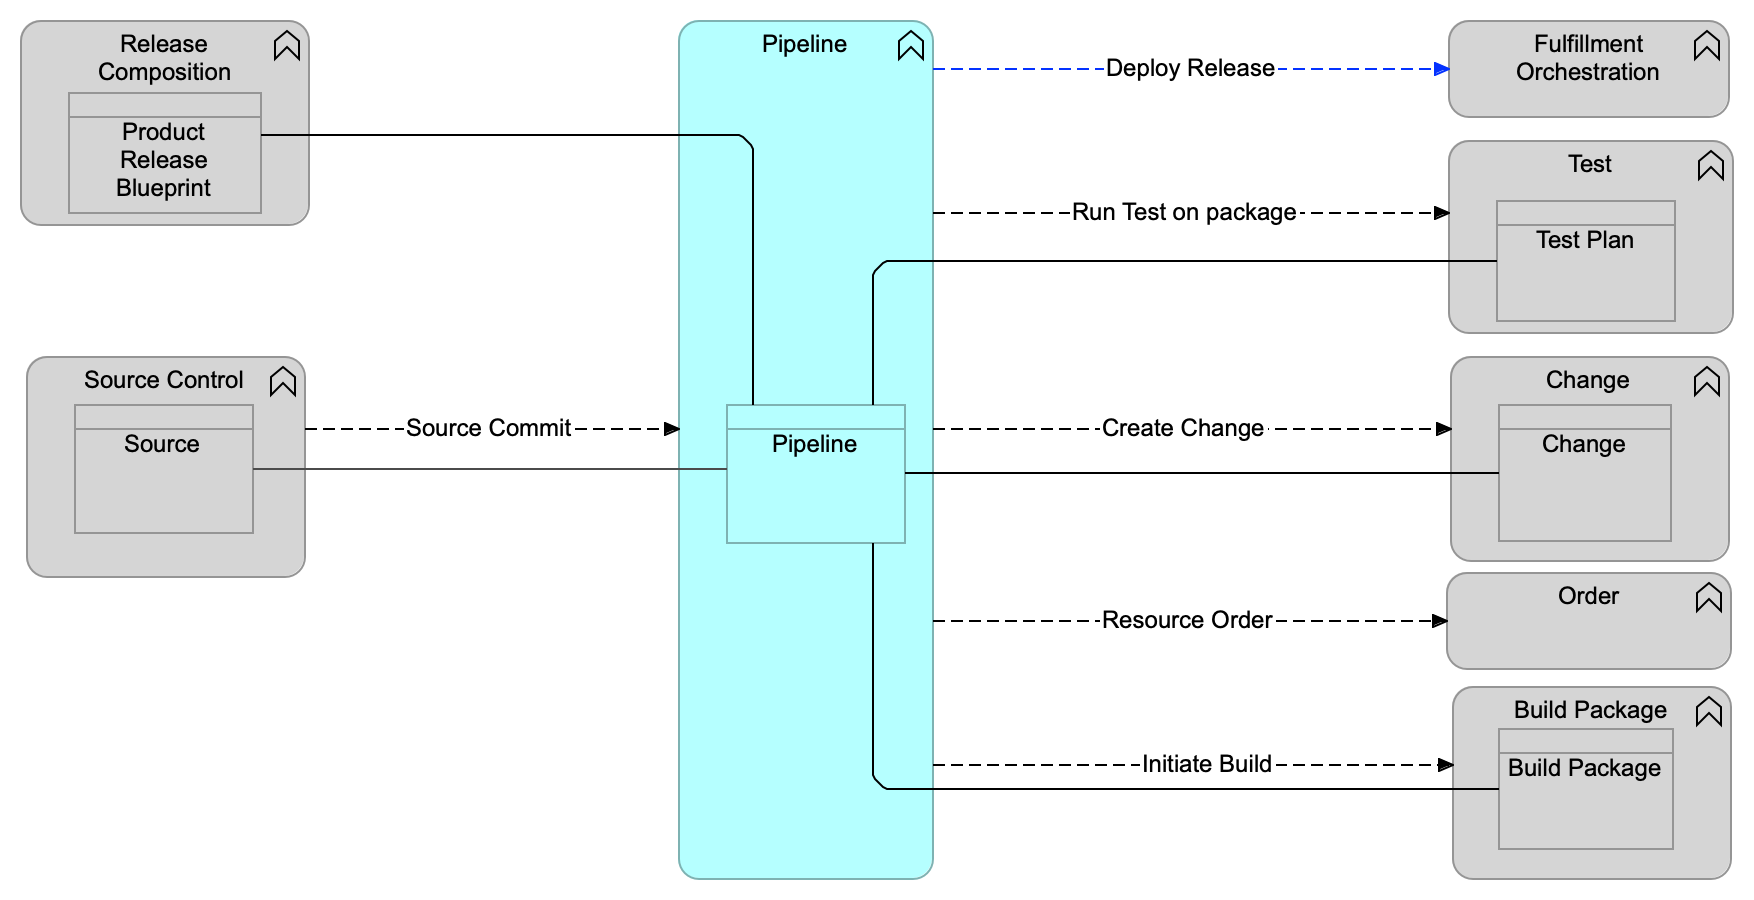 Release
Composition
Product
Release
Blueprint
Source Control
Source
Source Commit
Pipeline
Pipeline
Deploy Release
Run Test on package
Create Change
Resource Order
Initiate Build
Fulfillment
Orchestration
Test
Test Plan
Change
Change
Order
Build Package
Build Package